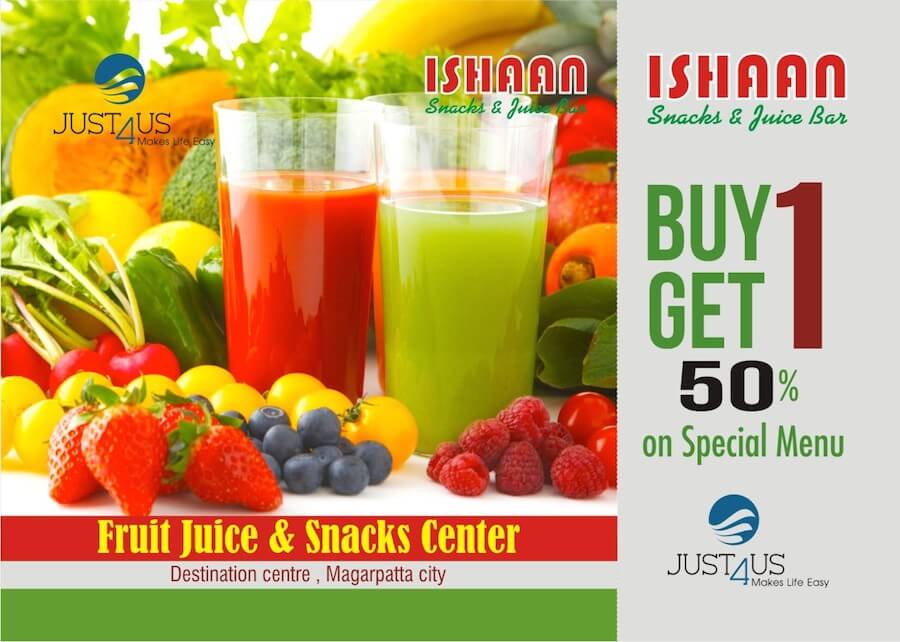 JUST4US
Makes Life Easy
ISHAAN
Snacks & Juice Bar
Fruit Juice & Snacks Center
Destination centre , Magarpatta city
ISHAAN
Snacks & Juice Bar
BUY 1
GET
50%
on Special Menu
JUST4US
Makes Life Easy